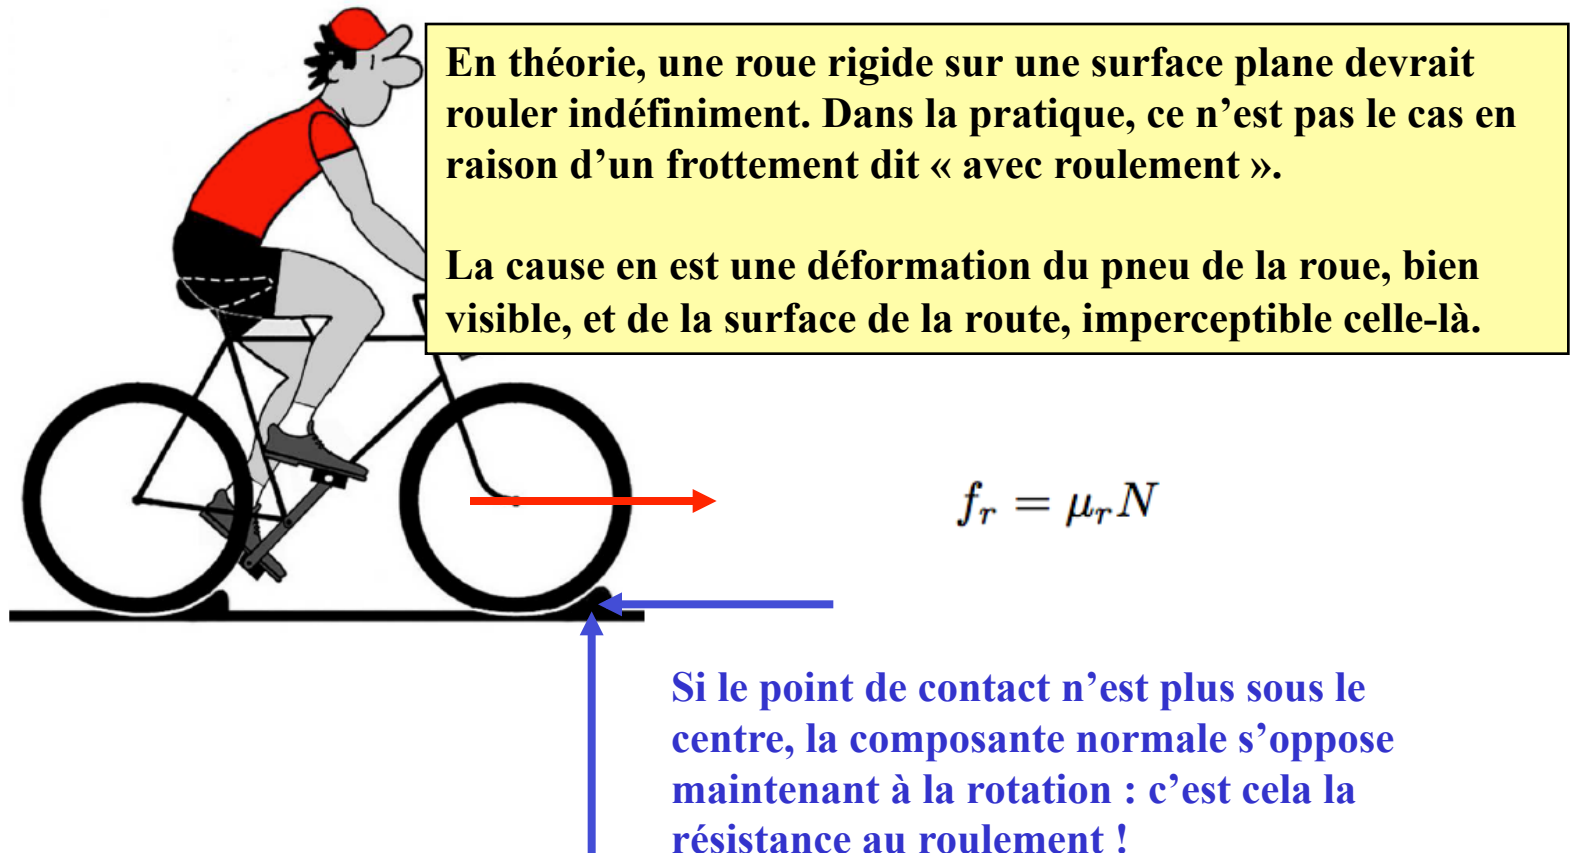 En théorie, une roue rigide sur une surface plane devrait
rouler indéfiniment. Dans la pratique, ce n’est pas le cas en
raison d’un frottement dit « avec roulement ».
La cause en est une déformation du pneu de la roue, bien
visible, et de la surface de la route, imperceptible celle-là.
f_r = μ_r N
Si le point de contact n’est plus sous le
centre, la composante normale s’oppose
maintenant à la rotation : c’est cela la
résistance au roulement !